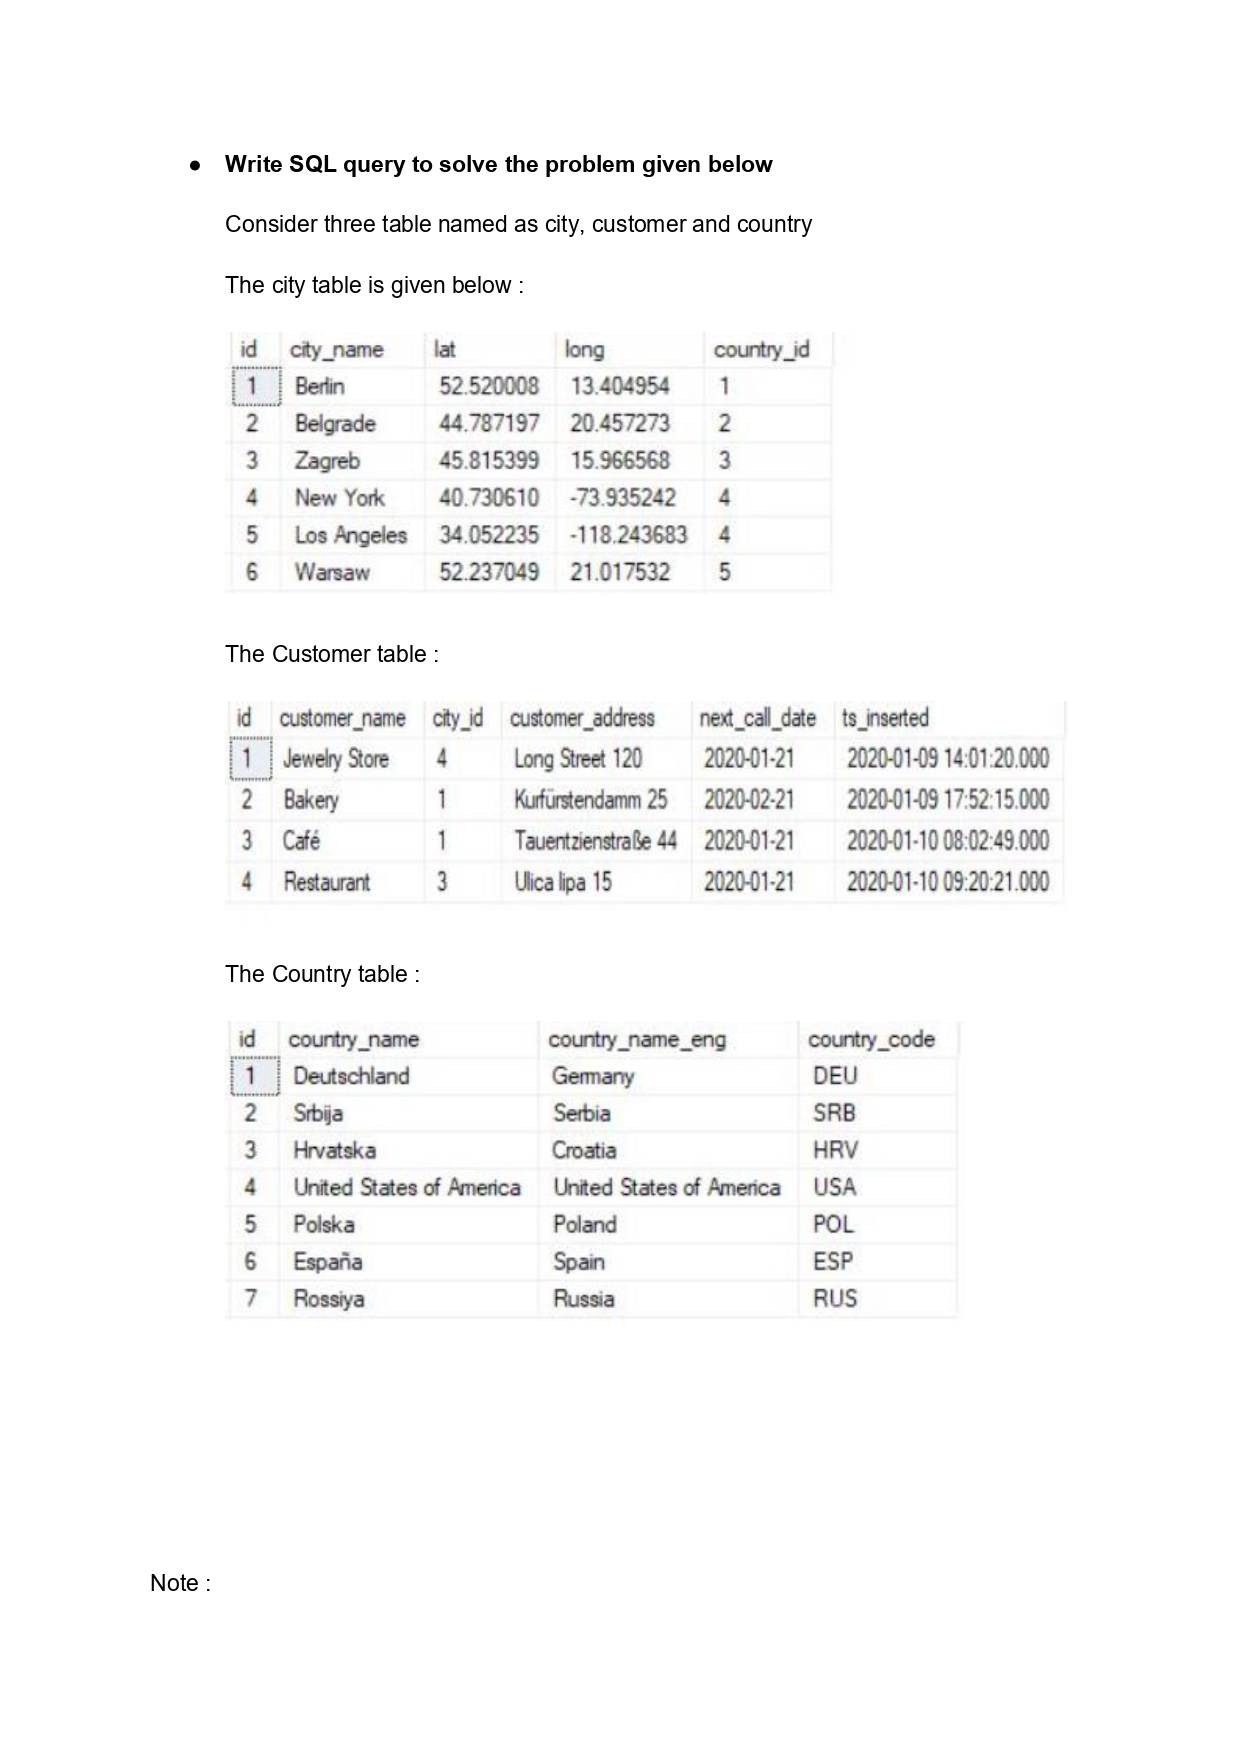 ● Write SQL query to solve the problem given below
Consider three table named as city, customer and country
The city table is given below :
id city_name lat long country_id
1 Berlin 52.520008 13.404954 1
2 Belgrade 44.787197 20.457273 2
3 Zagreb 45.815399 15.966568 3
4 New York 40.730610 -73.935242 4
5 Los Angeles 34.052235 -118.243683 4
6 Warsaw 52.237049 21.017532 5
The Customer table :
id customer_name city_id customer_address next_call_date ts_inserted
1 Jewelry Store 4 Long Street 120 2020-01-21 2020-01-09 14:01:20.000
2 Bakery 1 Kurfürstendamm 25 2020-02-21 2020-01-09 17:52:15.000
3 Café 1 Tauentzienstraße 44 2020-01-21 2020-01-10 08:02:49.000
4 Restaurant 3 Ulica lipa 15 2020-01-21 2020-01-10 09:20:21.000
The Country table :
id country_name country_name_eng country_code
1 Deutschland Germany DEU
2 Srbija Serbia SRB
3 Hrvatska Croatia HRV
4 United States of America United States of America USA
5 Polska Poland POL
6 España Spain ESP
7 Rossiya Russia RUS
Note :